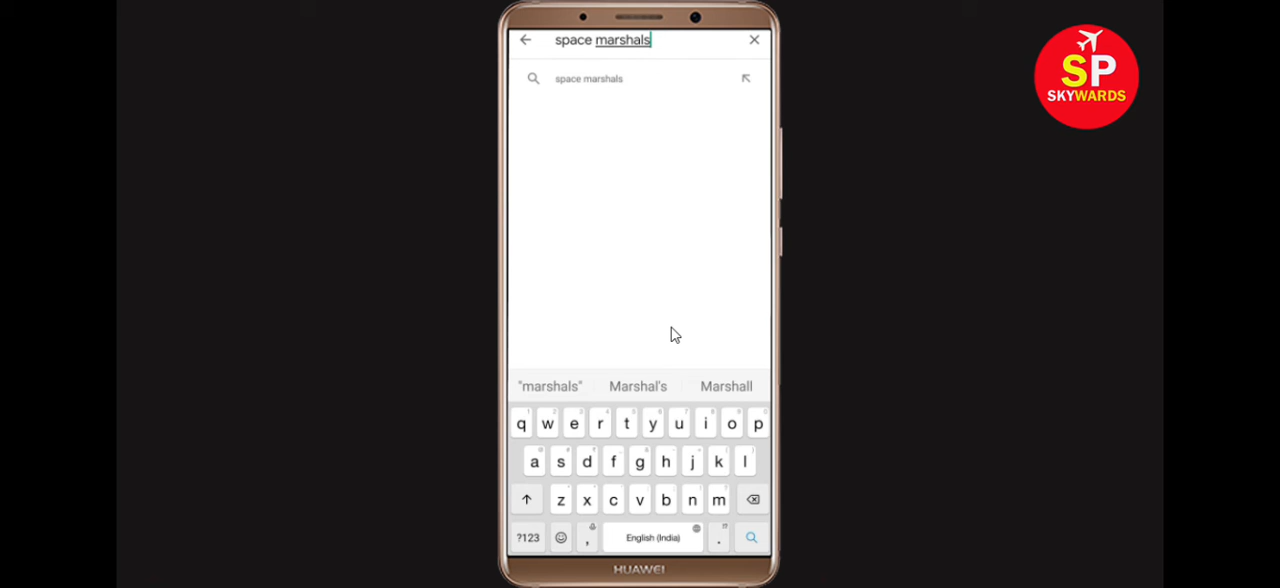 space marshals
SP
SKYWARDS
space marshals
"marshals" Marshal's Marshall
q w e r t y u i o p
a s d f g h j k l
z x c v b n m
?123 , English (India) .
HUAWEI